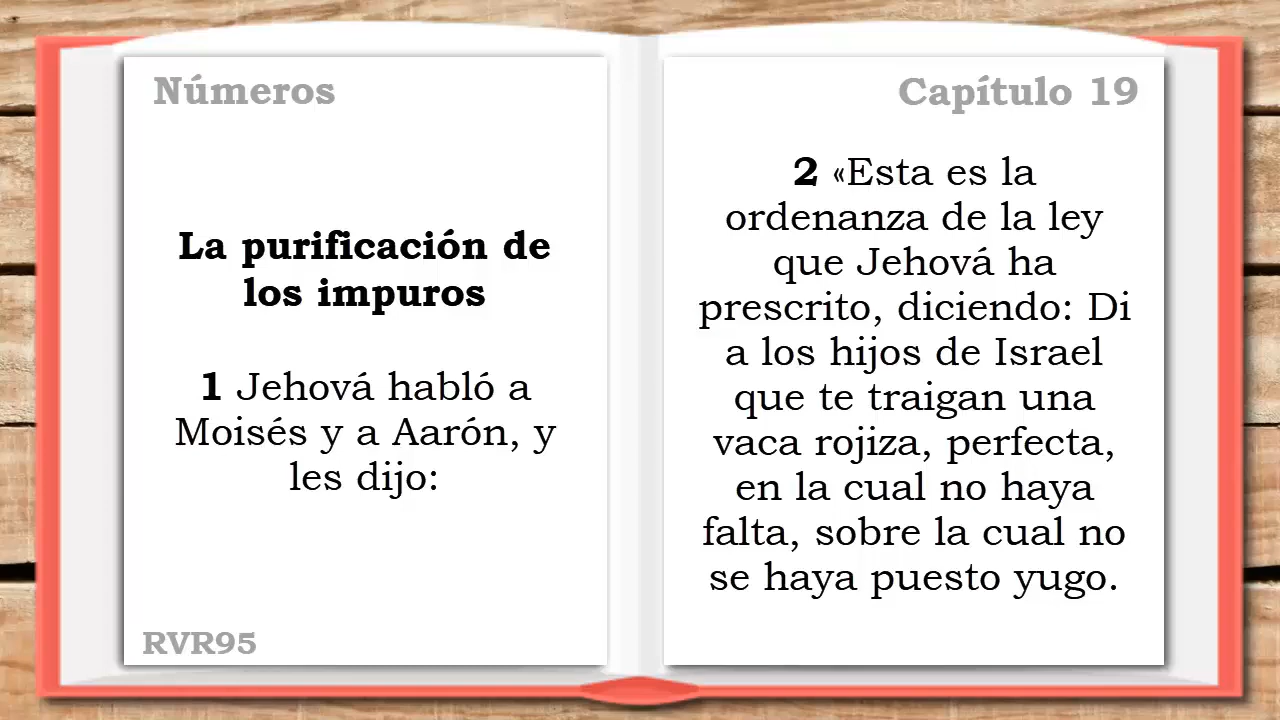 Números
La purificación de
los impuros
1 Jehová habló a
Moisés y a Aarón, y
les dijo:
RVR95
Capítulo 19
2 «Esta es la
ordenanza de la ley
que Jehová ha
prescrito, diciendo: Di
a los hijos de Israel
que te traigan una
vaca rojiza, perfecta,
en la cual no haya
falta, sobre la cual no
se haya puesto yugo.